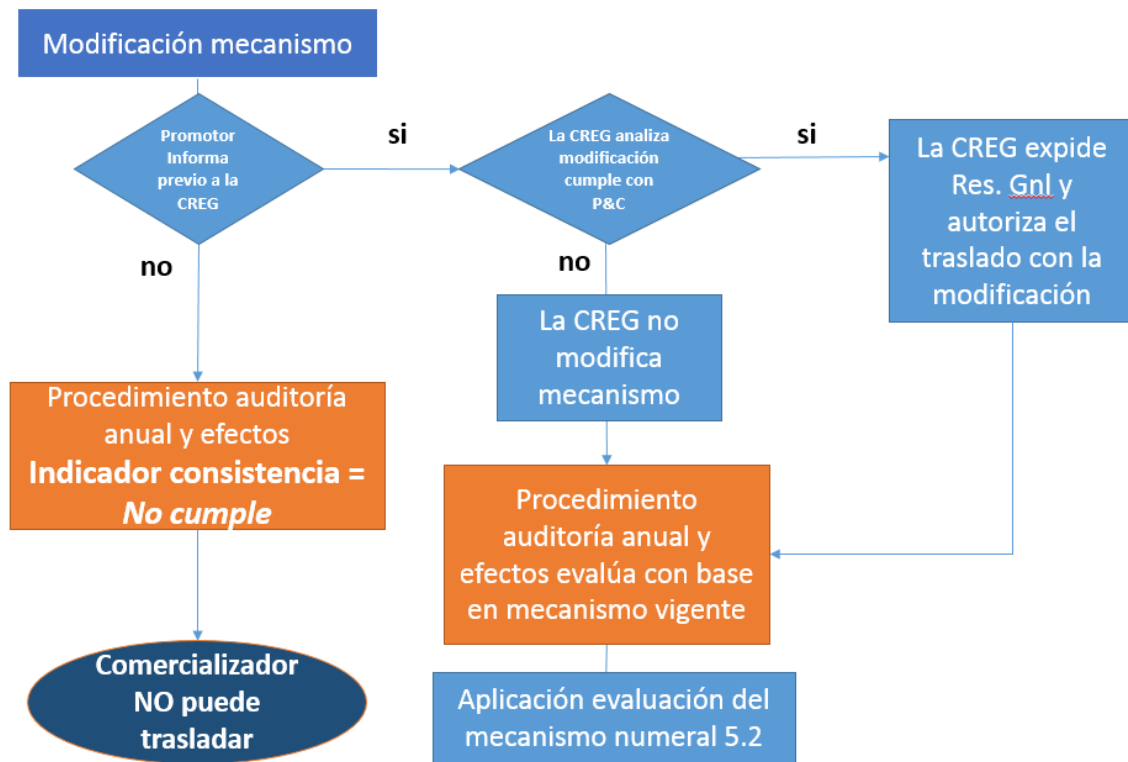 Modificación mecanismo
Promotor
Informa
previo a la
CREG
si
La CREG analiza
modificación
cumple con
P&C
si
La CREG expide
Res. Gnl y
autoriza el
traslado con la
modificación
no
no
La CREG no
modifica
mecanismo
Procedimiento auditoría
anual y efectos
Indicador consistencia =
No cumple
Procedimiento
auditoría anual y
efectos evalúa con base
en mecanismo vigente
Comercializador
NO puede
trasladar
Aplicación evaluación del
mecanismo numeral 5.2